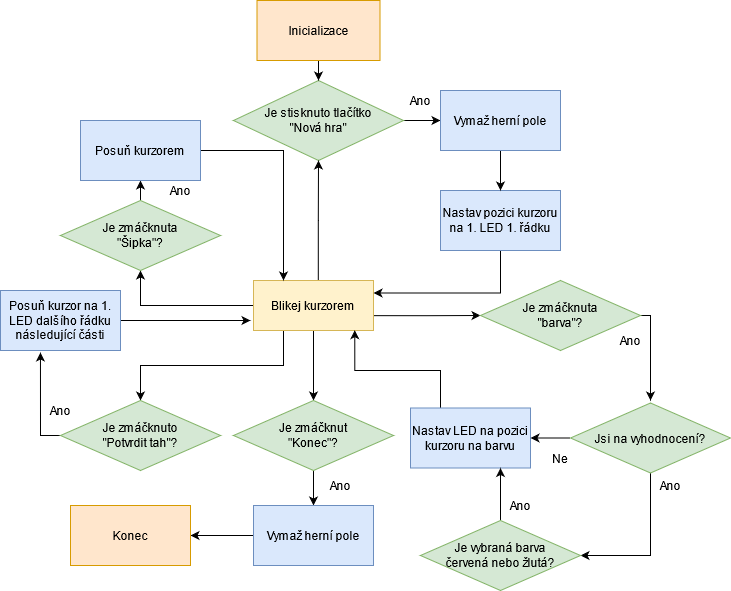 Inicializace
Je stisknuto tlačítko
"Nová hra"
Ano
Vymaž herní pole
Posuň kurzorem
Ano
Je zmáčknuta
"Šipka"?
Nastav pozici kurzoru
na 1. LED 1. řádku
Blikej kurzorem
Posuň kurzor na 1.
LED dalšího řádku
následující části
Je zmáčknuta
"barva"?
Ano
Ano
Je zmáčknuto
"Potvrdit tah"?
Je zmáčknut
"Konec"?
Ano
Nastav LED na pozici
kurzoru na barvu
Ne
Jsi na vyhodnocení?
Ano
Ano
Konec
Vymaž herní pole
Je vybraná barva
červená nebo žlutá?